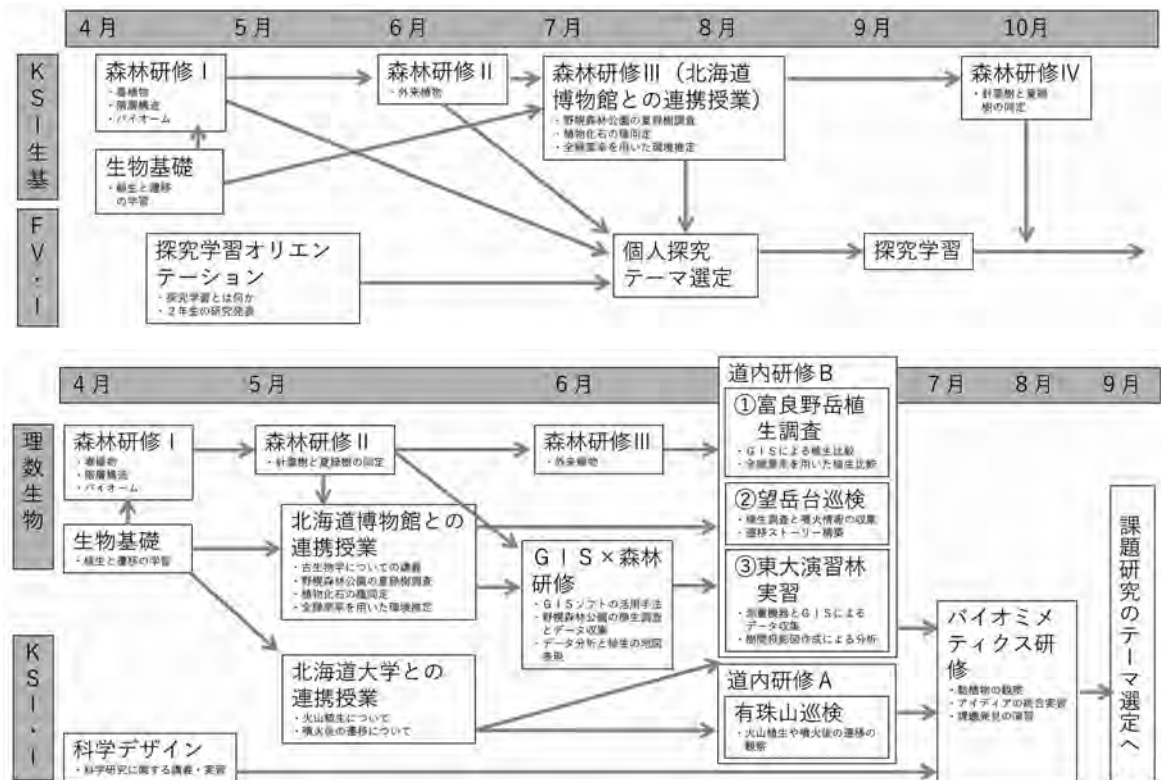 4月
5月
6月
7月
8月
9月
10月
KSI生基
森林研修Ⅰ
・毒植物
・階層構造
・バイオーム
森林研修Ⅱ
・外来植物
森林研修Ⅲ（北海道
博物館との連携授業）
・野幌森林公園の夏緑樹調査
・植物化石の種同定
・全縁葉率を用いた環境推定
森林研修Ⅳ
・針葉樹と夏緑
樹の同定
生物基礎
・植生と遷移
の学習
FV・I
探究学習オリエン
テーション
・探究学習とは何か
・2年生の研究発表
個人探究
テーマ選定
探究学習
4月
5月
6月
7月
8月
9月
理数生物
森林研修Ⅰ
・毒植物
・階層構造
・バイオーム
森林研修Ⅱ
・針葉樹と夏緑樹の同定
森林研修Ⅲ
・外来植物
道内研修B
①富良野岳植
生調査
・GISによる植生比較
・全縁葉率を用いた植生比較
②望岳台巡検
・植生調査と噴火情報の収集
・遷移ストーリー構築
③東大演習林
実習
・測量機器とGISによる
データ収集
・樹冠投影図作成による分析
生物基礎
・植生と遷移の学習
北海道博物館との
連携授業
・古生物学についての講義
・野幌森林公園の夏緑樹調査
・植物化石の種同定
・全縁葉率を用いた環境推定
GIS×森林
研修
・GISソフトの活用手法
・野幌森林公園の植生調査
とデータ収集
・データ分析と植生の地図
表現
KSI・I
北海道大学との
連携授業
・火山植生について
・噴火後の遷移について
道内研修A
有珠山巡検
・火山植生や噴火後の遷移の
観察
バイオミメ
ティクス研
修
・動植物の観察
・アイディアの統合実習
・課題発見の演習
課題研究のテーマ選定へ
科学デザイン
・科学研究に関する講義・実習